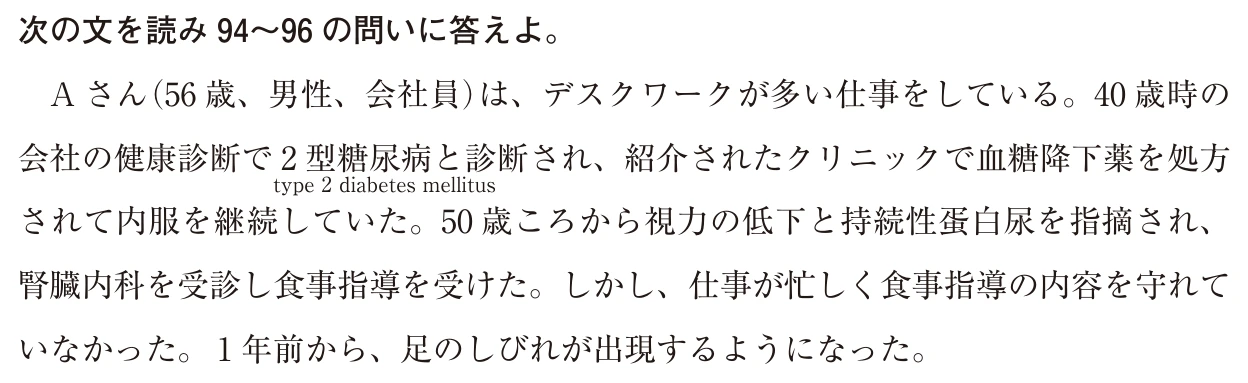 次の文を読み 94～96 の問いに答えよ。
A さん(56 歳、男性、会社員)は、デスクワークが多い仕事をしている。40 歳時の
会社の健康診断で 2 型糖尿病と診断され、紹介されたクリニックで血糖降下薬を処方
type 2 diabetes mellitus
されて内服を継続していた。50 歳ころから視力の低下と持続性蛋白尿を指摘され、
腎臓内科を受診し食事指導を受けた。しかし、仕事が忙しく食事指導の内容を守れて
いなかった。1 年前から、足のしびれが出現するようになった。